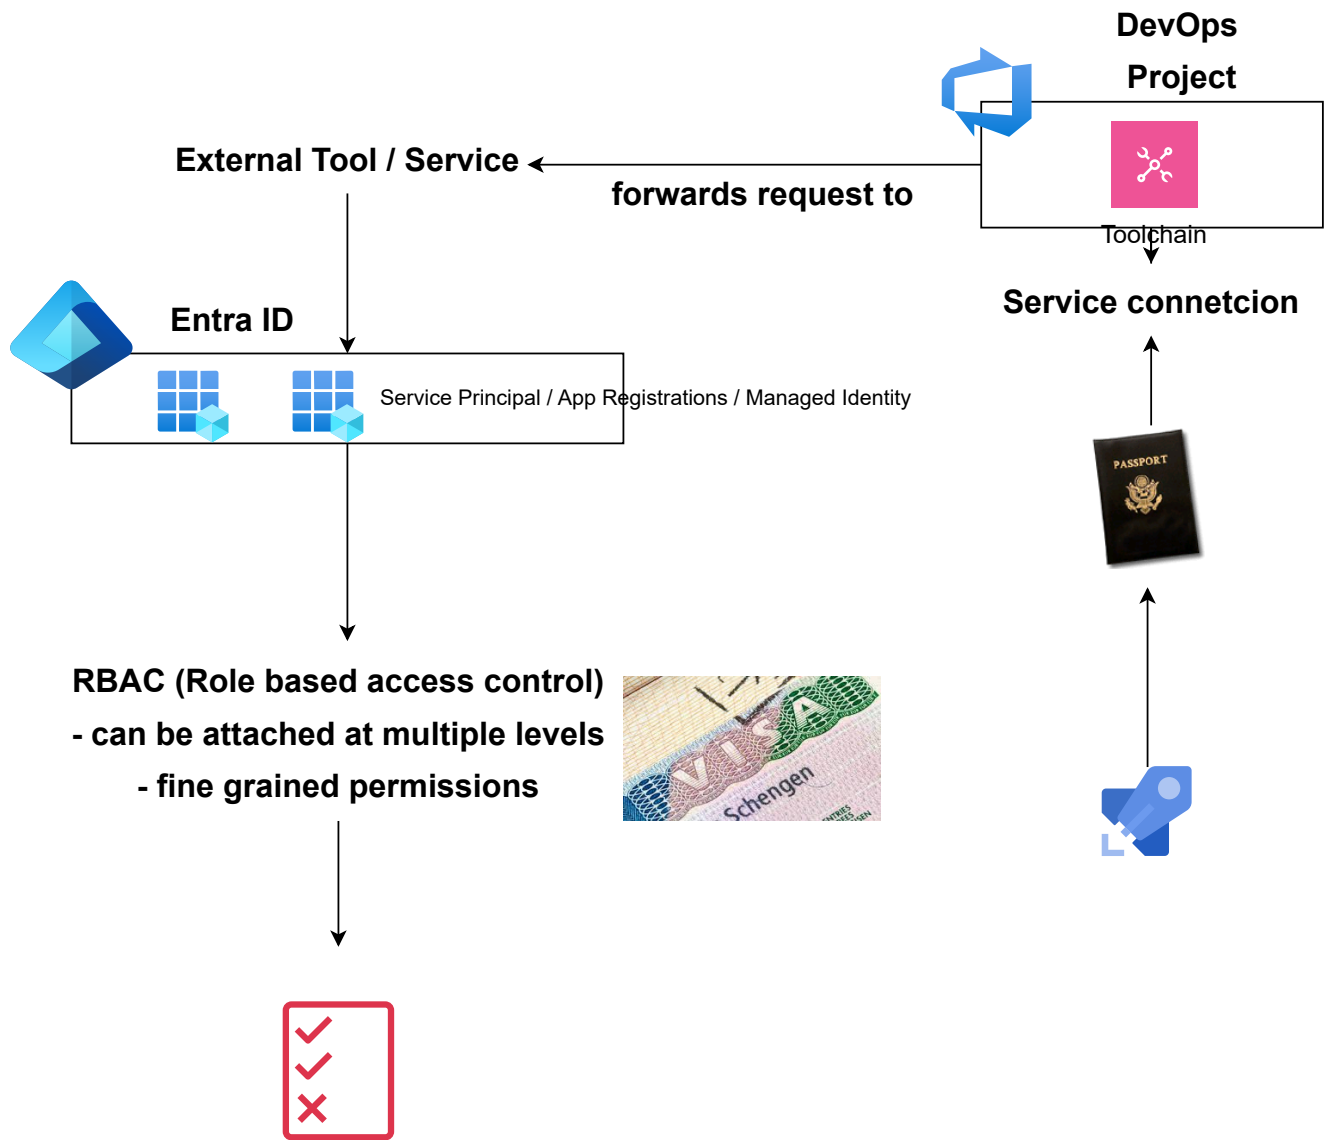 DevOps
Project
External Tool / Service
forwards request to
Toolchain
Service connetcion
Entra ID
Service Principal / App Registrations / Managed Identity
PASSPORT
RBAC (Role based access control)
- can be attached at multiple levels
- fine grained permissions
VISA
Schengen